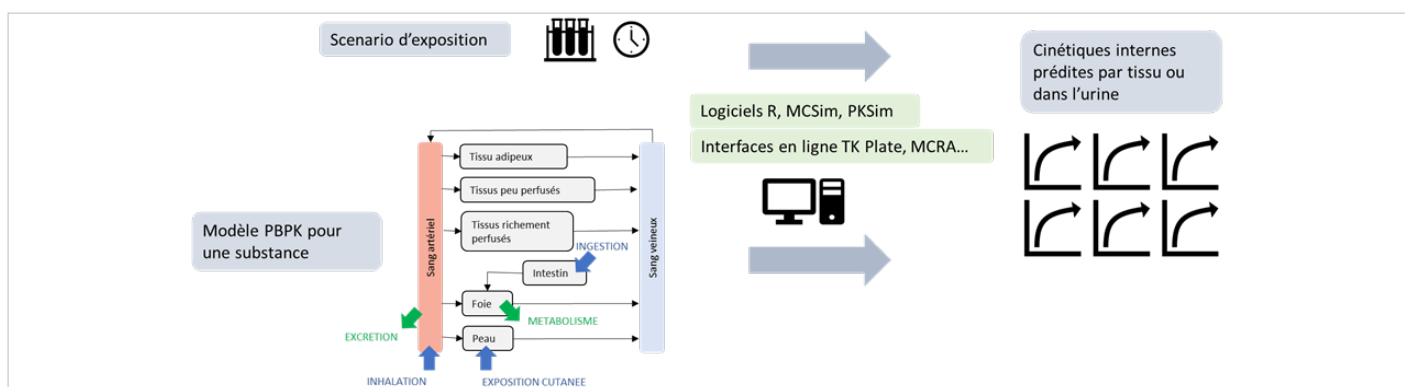 Scenario d'exposition
Cinétiques internes
prédites par tissu ou
dans l'urine
Logiciels R, MCSim, PKSim
Interfaces en ligne TK Plate, MCRA...
Modèle PBPK pour
une substance
Sang artériel
Tissu adipeux
Tissus peu perfusés
Tissus richement
perfusés
INGESTION
Intestin
Foie
METABOLISME
Peau
Sang veineux
EXCRETION
INHALATION
EXPOSITION CUTANEE